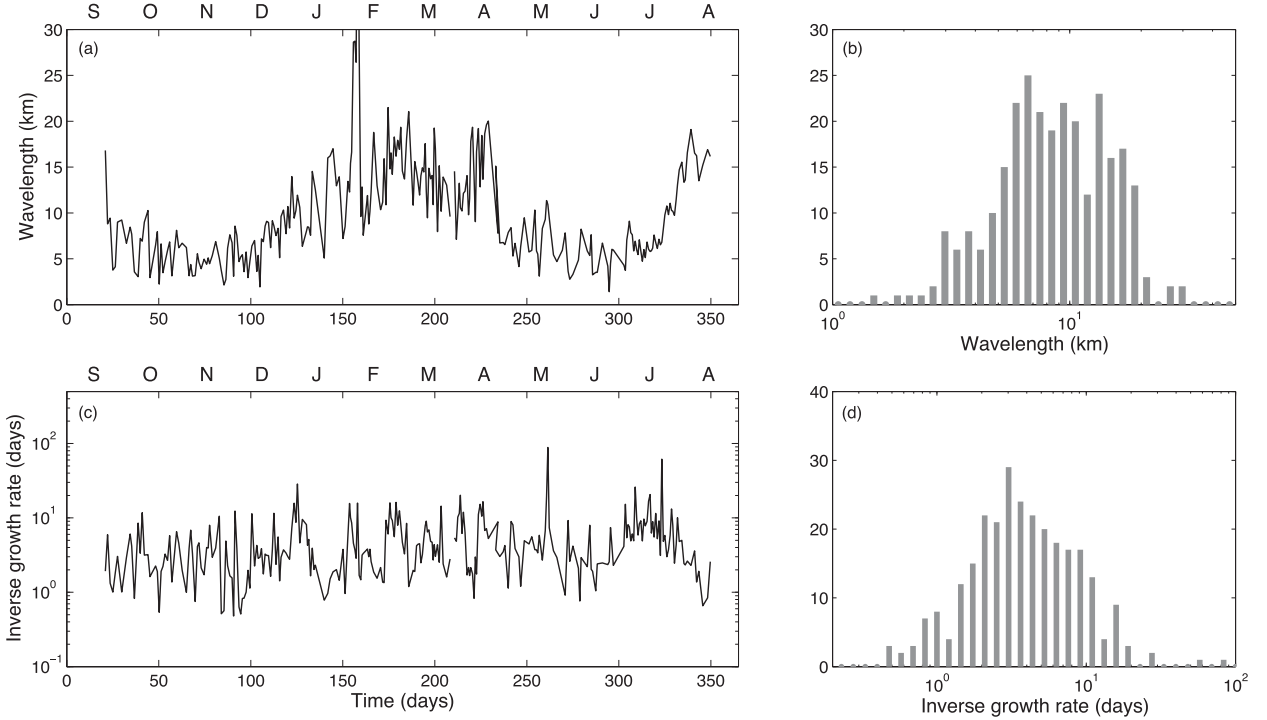 S O N D J F M A M J J A
(a)
Wavelength (km)
30
25
20
15
10
5
0
0 50 100 150 200 250 300 350
(b)
30
25
20
15
10
5
0
10^0 10^1
Wavelength (km)
S O N D J F M A M J J A
(c)
Inverse growth rate (days)
10^2
10^1
10^0
10^−1
0 50 100 150 200 250 300 350
Time (days)
(d)
40
30
20
10
0
10^0 10^1 10^2
Inverse growth rate (days)